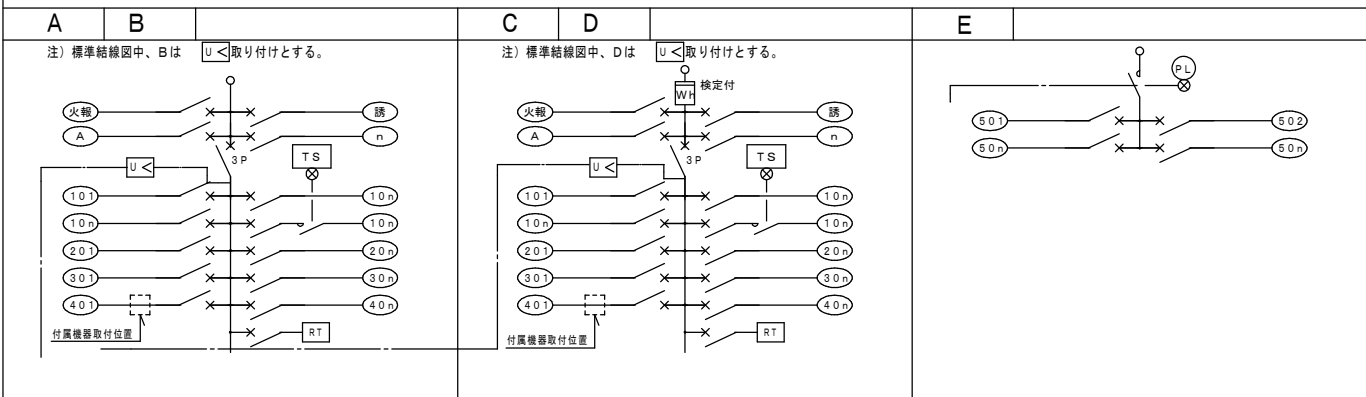 A B
注）標準結線図中、Bは U＜ 取り付けとする。
火報 誘
A n
3P
U＜ TS
101 10n
10n 10n
201 20n
301 30n
401 40n
付属機器取付位置 RT
C D
注）標準結線図中、Dは U＜ 取り付けとする。
Wh 検定付
火報 誘
A n
3P
U＜ TS
101 10n
10n 10n
201 20n
301 30n
401 40n
付属機器取付位置 RT
E
PL
501 502
50n 50n